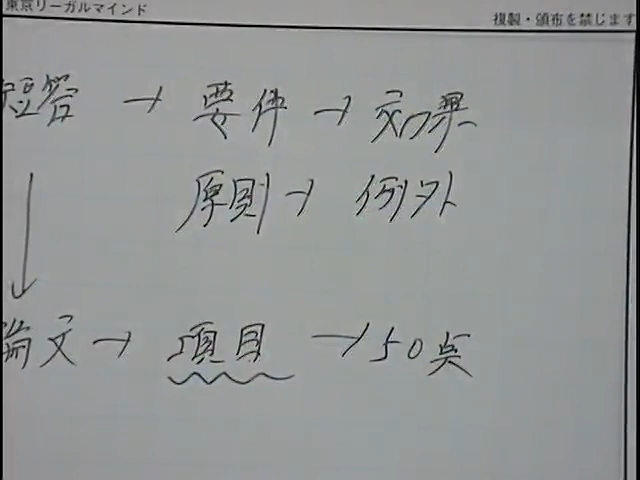 東京リーガルマインド
複製・頒布を禁じます
短答 → 要件 → 効果
原則 → 例外
↓
論文 → 項目 → 50点